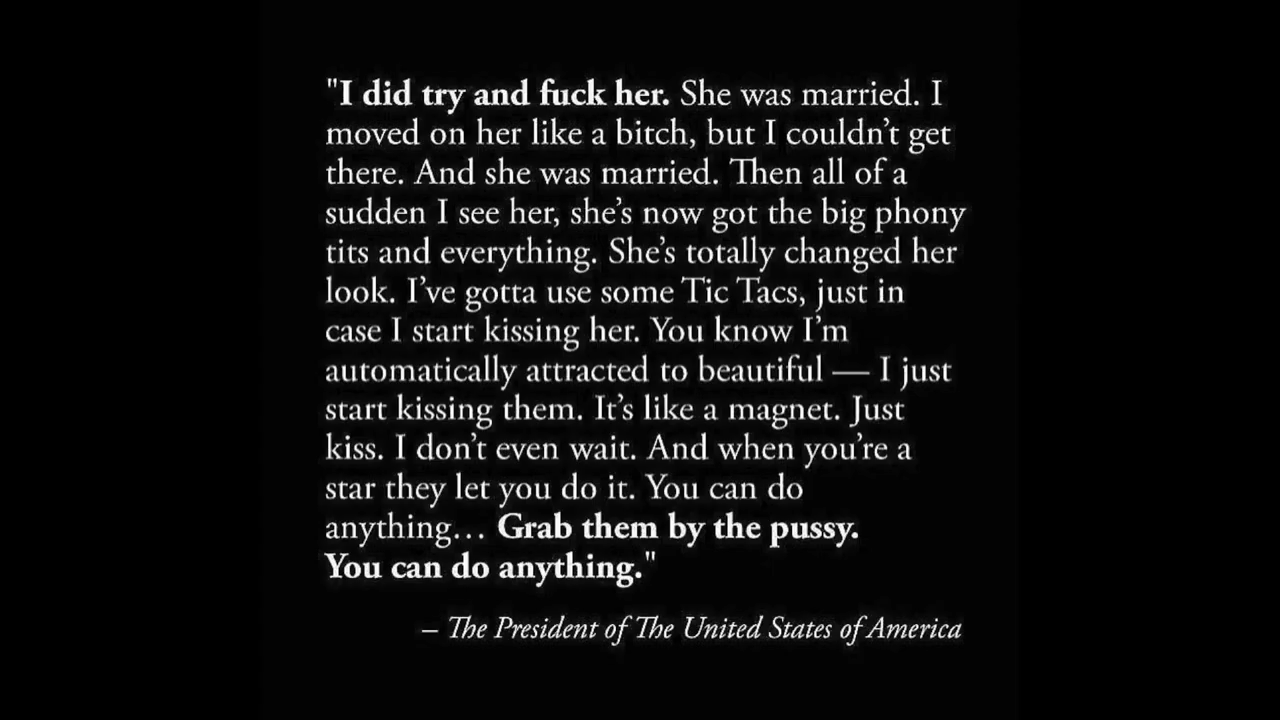 "I did try and fuck her. She was married. I
moved on her like a bitch, but I couldn't get
there. And she was married. Then all of a
sudden I see her, she's now got the big phony
tits and everything. She's totally changed her
look. I've gotta use some Tic Tacs, just in
case I start kissing her. You know I'm
automatically attracted to beautiful — I just
start kissing them. It's like a magnet. Just
kiss. I don't even wait. And when you're a
star they let you do it. You can do
anything… Grab them by the pussy.
You can do anything."
– The President of The United States of America